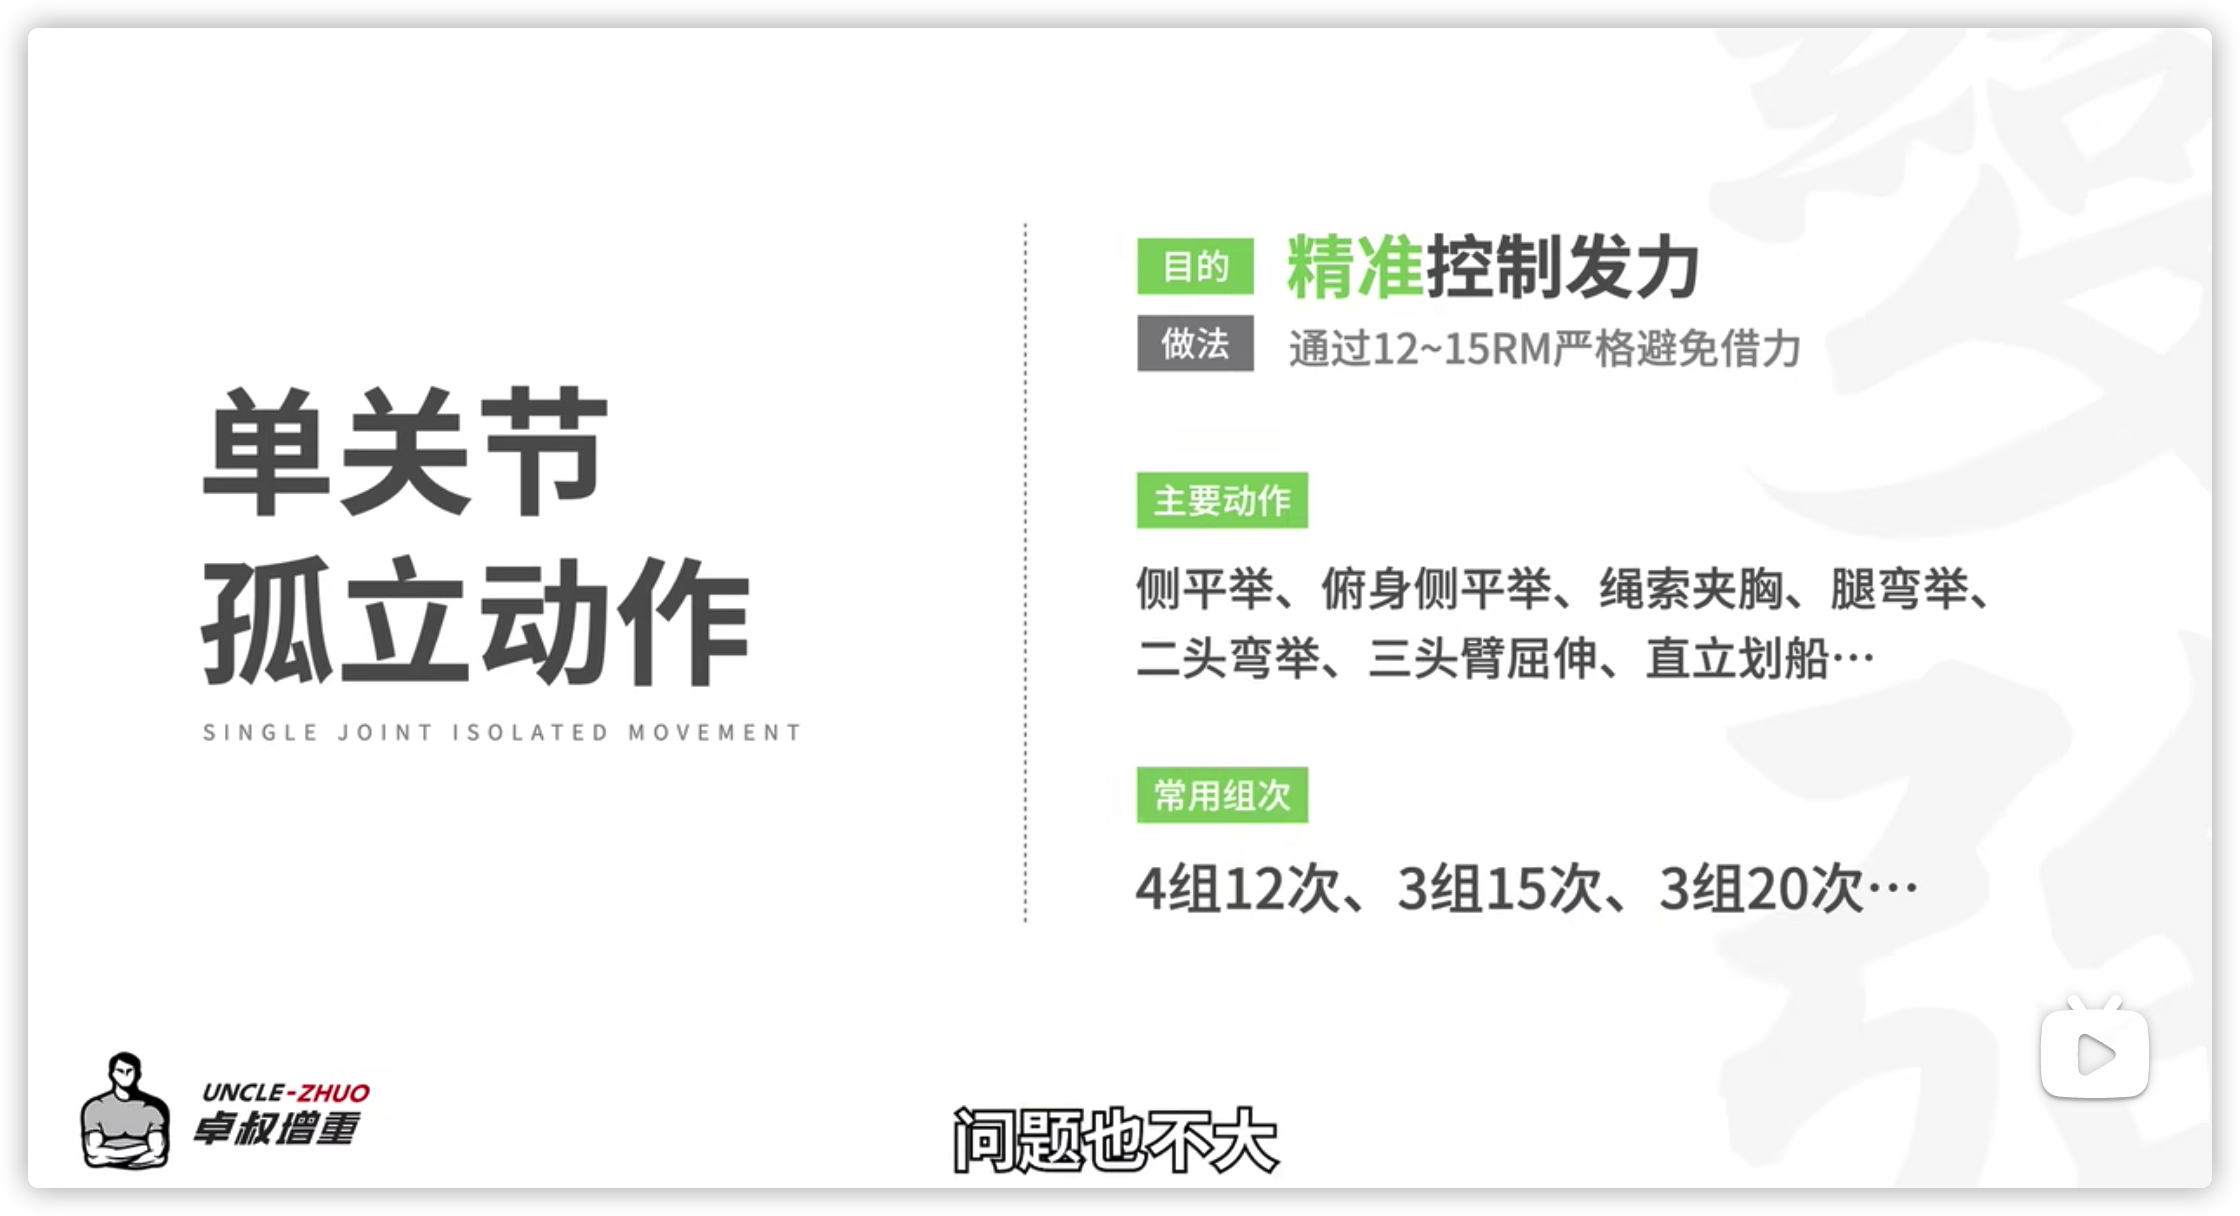 单关节
孤立动作
SINGLE JOINT ISOLATED MOVEMENT
目的 精准控制发力
做法 通过12~15RM严格避免借力
主要动作
侧平举、俯身侧平举、绳索夹胸、腿弯举、
二头弯举、三头臂屈伸、直立划船…
常用组次
4组12次、3组15次、3组20次…
UNCLE-ZHUO
卓叔增重
问题也不大